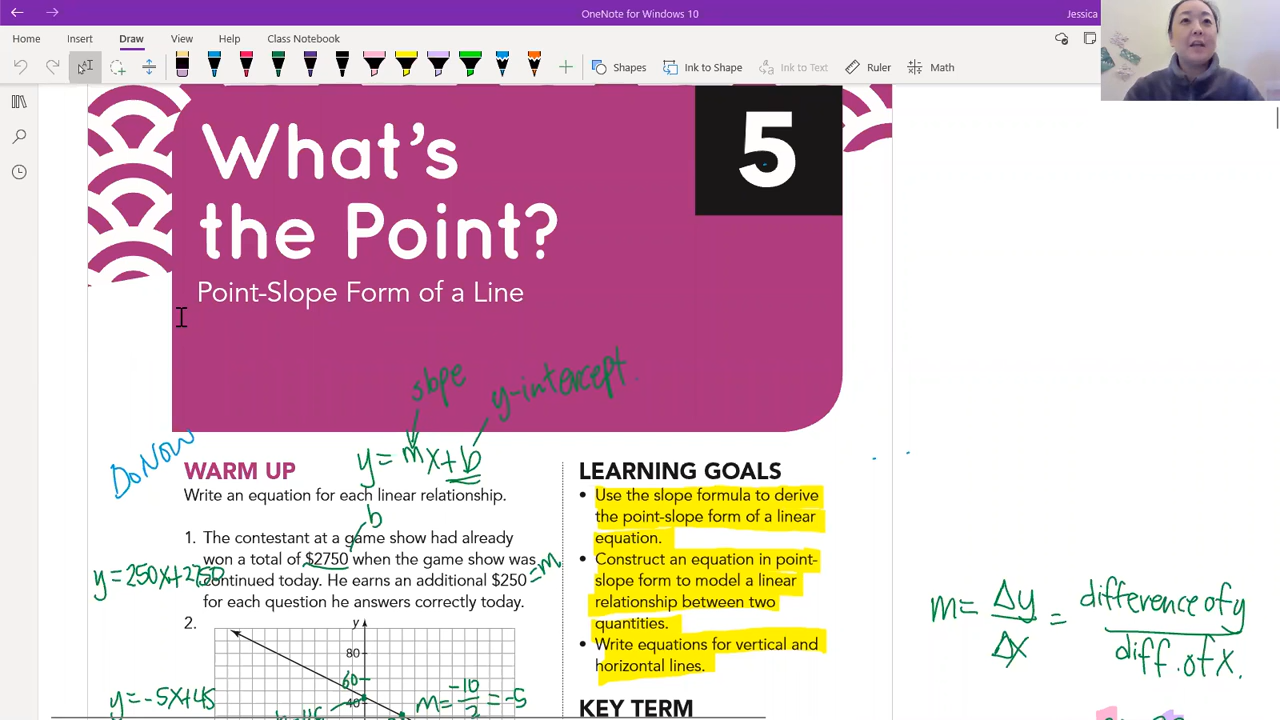 OneNote for Windows 10
Jessica
Home Insert Draw View Help Class Notebook
Shapes Ink to Shape Ink to Text Ruler Math
What's
the Point?
5
Point-Slope Form of a Line
slope
y-intercept
Do Now
y=mx+b
WARM UP
Write an equation for each linear relationship.
b
1. The contestant at a game show had already
won a total of $2750 when the game show was
continued today. He earns an additional $250
=m
for each question he answers correctly today.
y=250x+2750
2.
y
80
60
40
y=-5x+45
m=-10/2=-5
LEARNING GOALS
• Use the slope formula to derive
the point-slope form of a linear
equation.
• Construct an equation in point-
slope form to model a linear
relationship between two
quantities.
• Write equations for vertical and
horizontal lines.
KEY TERM
m= Δy/Δx = difference of y
diff. of x.